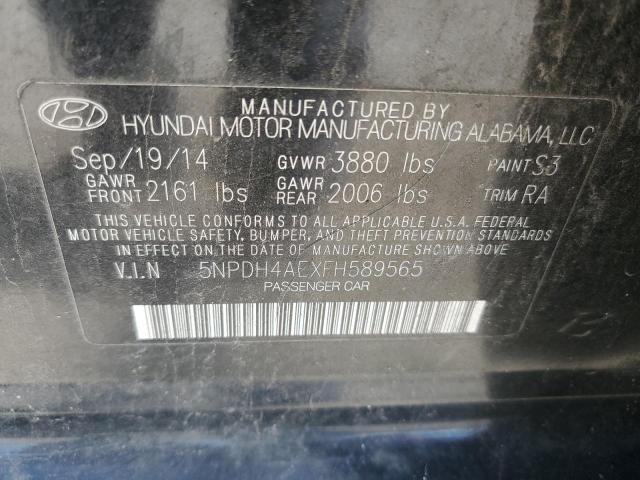 MANUFACTURED BY
HYUNDAI MOTOR MANUFACTURING ALABAMA, LLC
Sep/19/14 GVWR 3880 lbs PAINT S3
GAWR FRONT 2161 lbs GAWR REAR 2006 lbs TRIM RA
THIS VEHICLE CONFORMS TO ALL APPLICABLE U.S.A. FEDERAL
MOTOR VEHICLE SAFETY, BUMPER, AND THEFT PREVENTION STANDARDS
IN EFFECT ON THE DATE OF MANUFACTURE SHOWN ABOVE.
V.I.N 5NPDH4AEXFH589565
PASSENGER CAR